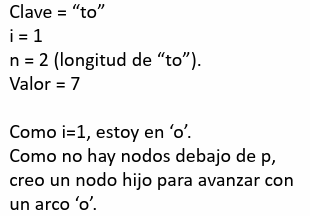 Clave = “to”
i = 1
n = 2 (longitud de “to”).
Valor = 7
Como i=1, estoy en ‘o’.
Como no hay nodos debajo de p,
creo un nodo hijo para avanzar con
un arco ‘o’.